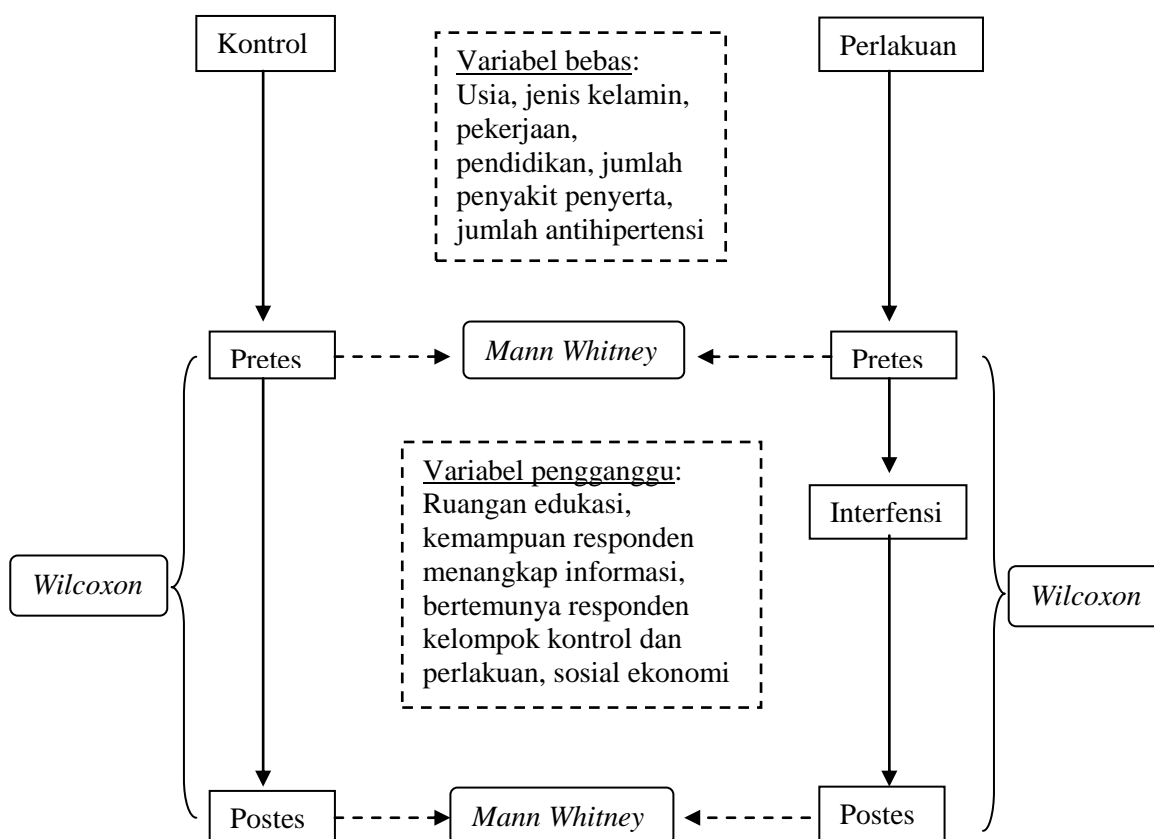 Kontrol
Variabel bebas:
Usia, jenis kelamin,
pekerjaan,
pendidikan, jumlah
penyakit penyerta,
jumlah antihipertensi
Perlakuan
Pretes
Mann Whitney
Pretes
Variabel pengganggu:
Ruangan edukasi,
kemampuan responden
menangkap informasi,
bertemunya responden
kelompok kontrol dan
perlakuan, sosial ekonomi
Interfensi
Wilcoxon
Wilcoxon
Postes
Mann Whitney
Postes